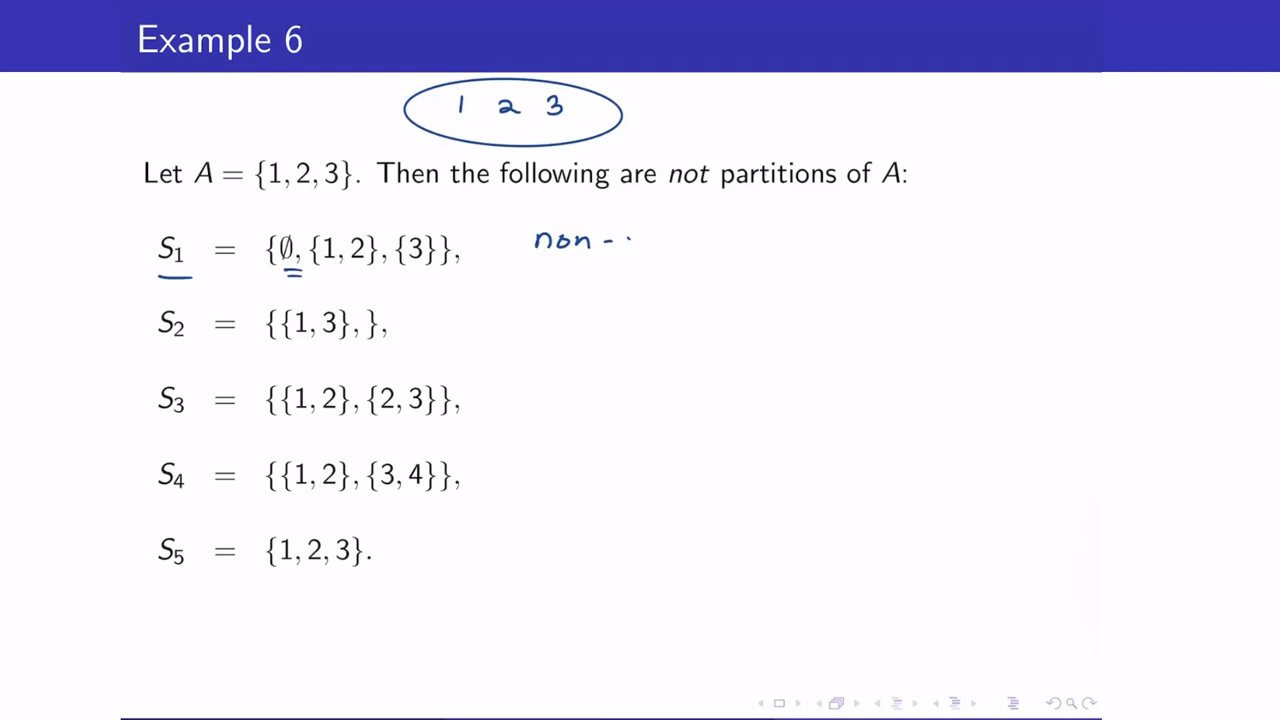 Example 6
1 2 3
Let A = {1, 2, 3}. Then the following are not partitions of A:
S₁ = {∅, {1, 2}, {3}}, non-
S₂ = {{1, 3}, },
S₃ = {{1, 2}, {2, 3}},
S₄ = {{1, 2}, {3, 4}},
S₅ = {1, 2, 3}.